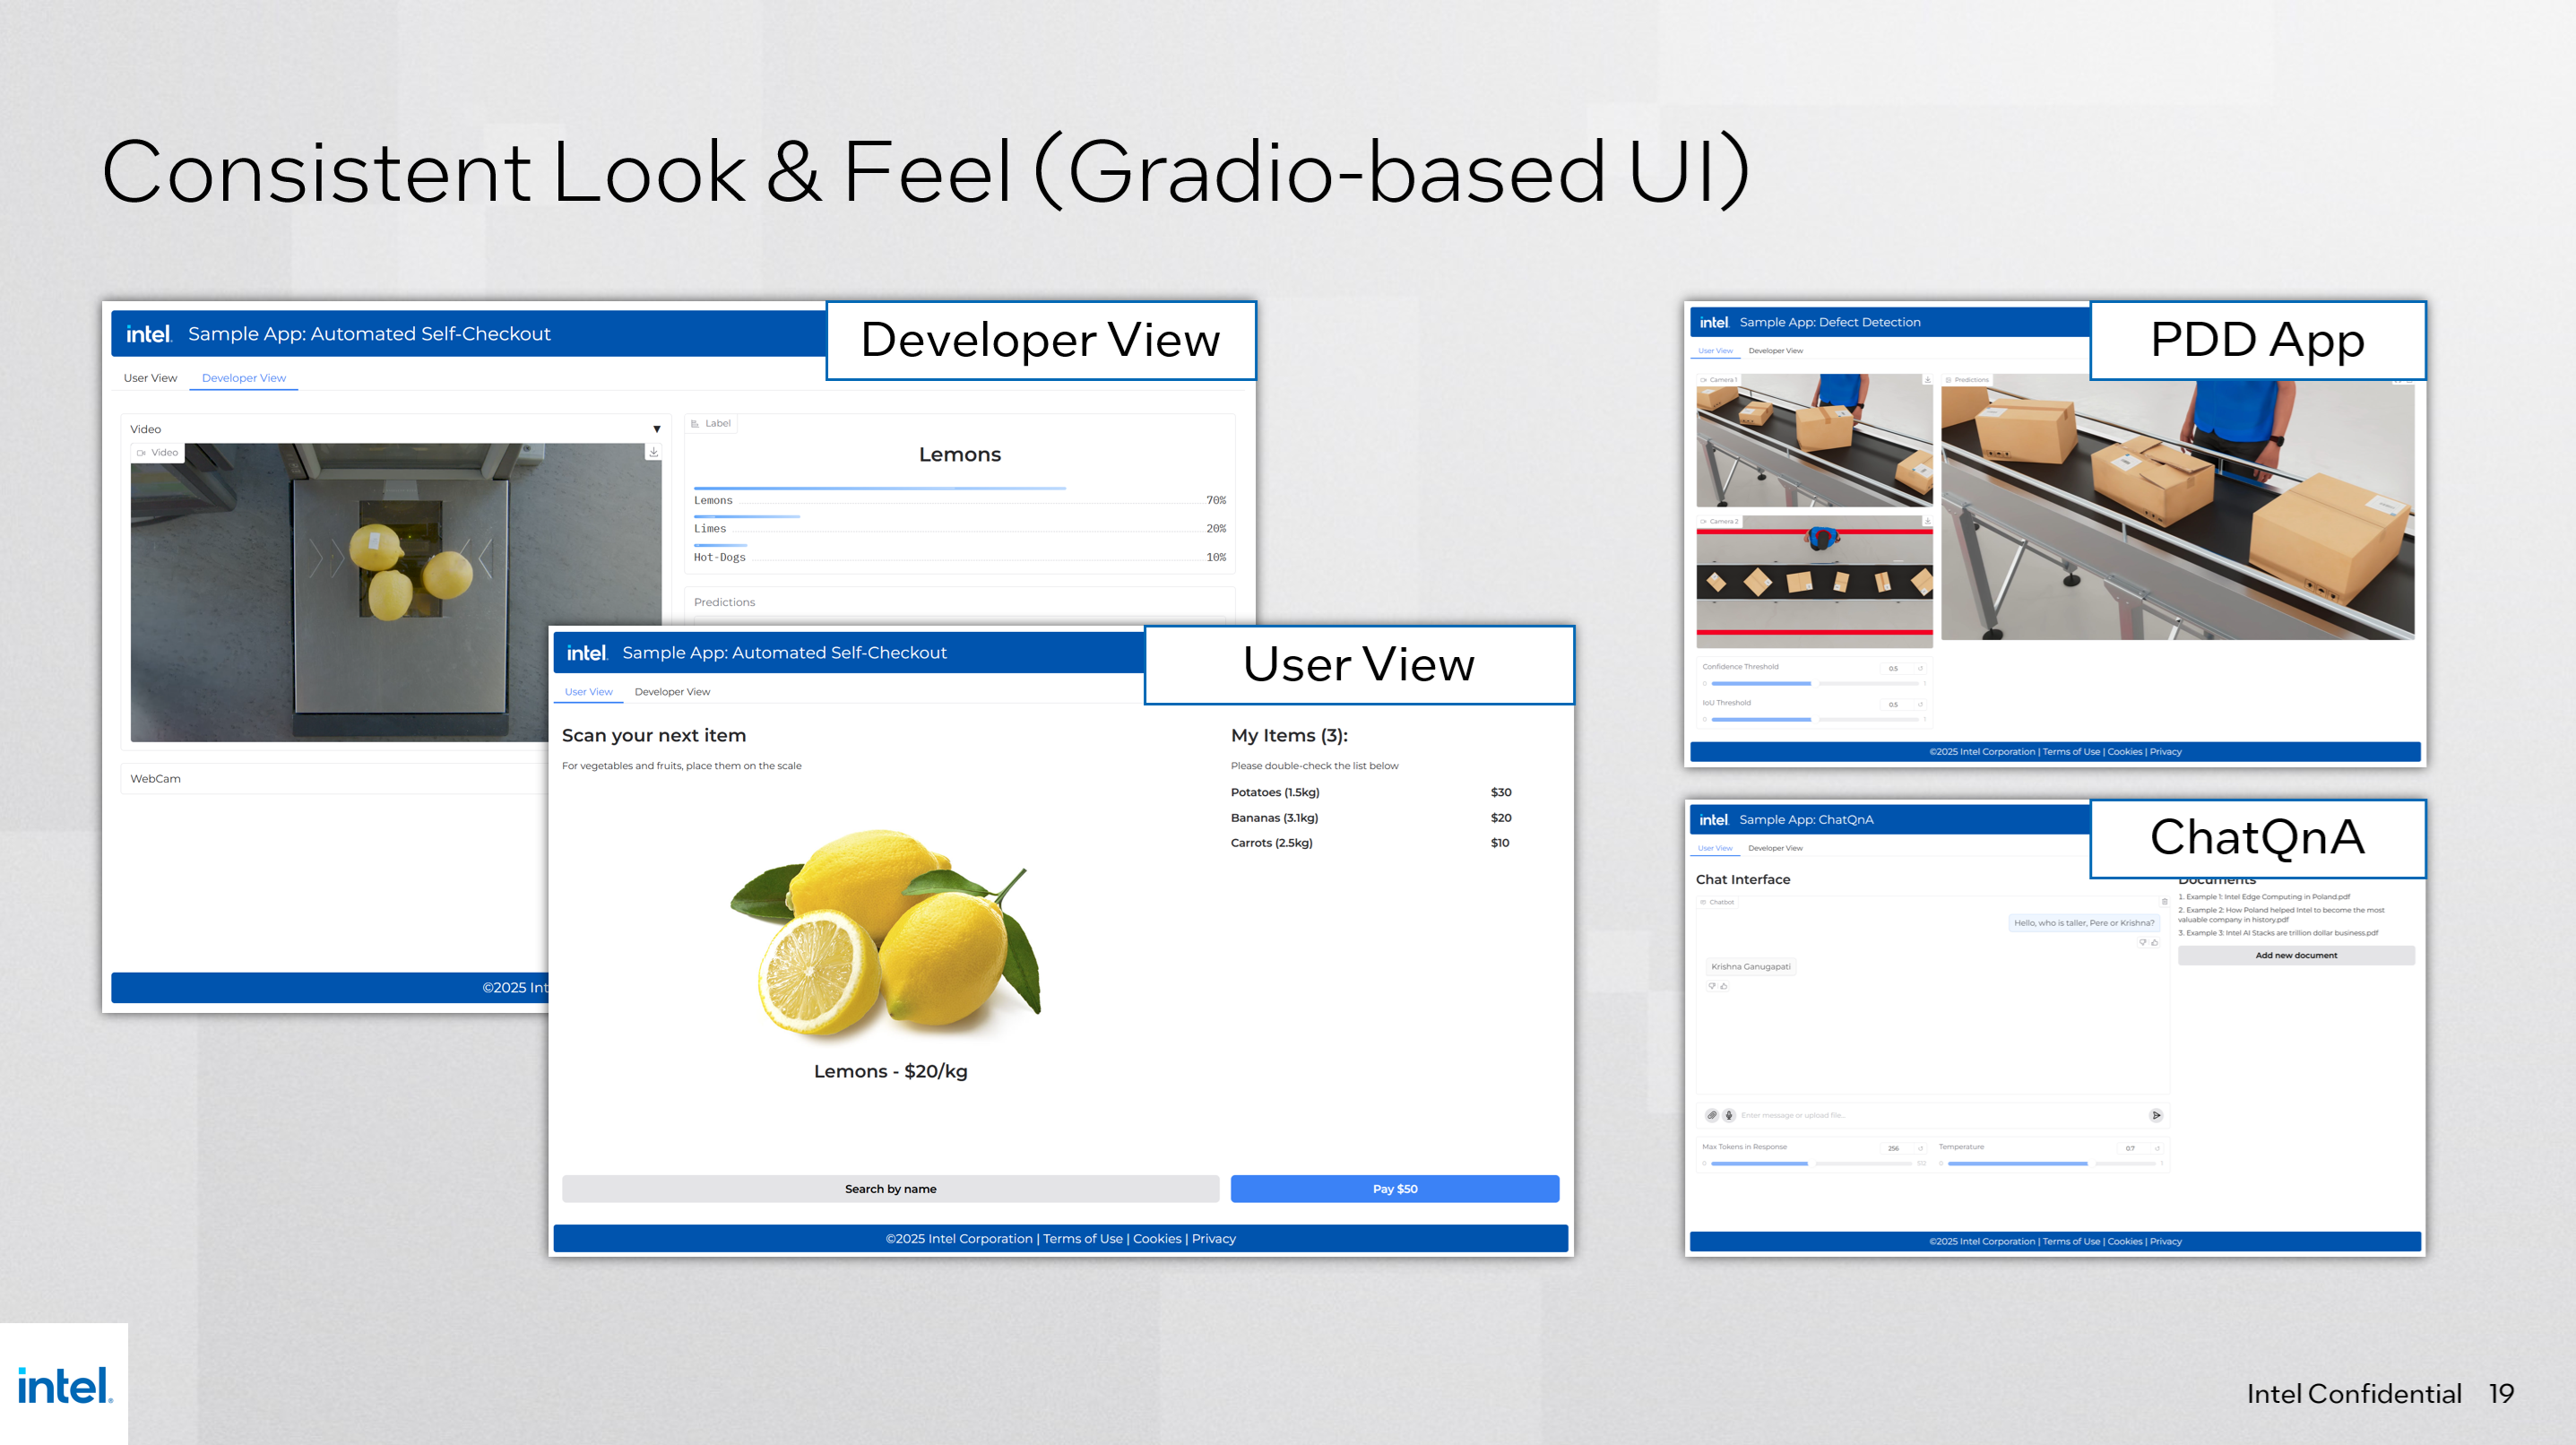 Consistent Look & Feel (Gradio-based UI)
intel. Sample App: Automated Self-Checkout
Developer View
User View Developer View
Video
Video
Label
Lemons
Lemons 70%
Limes 20%
Hot-Dogs 10%
Predictions
WebCam
©2025 Int
intel. Sample App: Automated Self-Checkout
User View
User View Developer View
Scan your next item
For vegetables and fruits, place them on the scale
Lemons - $20/kg
Search by name
My Items (3):
Please double-check the list below
Potatoes (1.5kg) $30
Bananas (3.1kg) $20
Carrots (2.5kg) $10
Pay $50
©2025 Intel Corporation | Terms of Use | Cookies | Privacy
intel. Sample App: Defect Detection
PDD App
User View Developer View
Camera 1
Predictions
Camera 2
Confidence Threshold 0.5
0 1
IoU Threshold 0.5
0 1
©2025 Intel Corporation | Terms of Use | Cookies | Privacy
intel. Sample App: ChatQnA
ChatQnA
User View Developer View
Chat Interface
Chatbot
Hello, who is taller, Pere or Krishna?
Krishna Ganugapati
Enter message or upload file...
Max Tokens in Response 256
0 512
Temperature 0.7
0 1
Documents
1. Example 1: Intel Edge Computing in Poland.pdf
2. Example 2: How Poland helped Intel to become the most
valuable company in history.pdf
3. Example 3: Intel AI Stacks are trillion dollar business.pdf
Add new document
©2025 Intel Corporation | Terms of Use | Cookies | Privacy
intel.
Intel Confidential 19